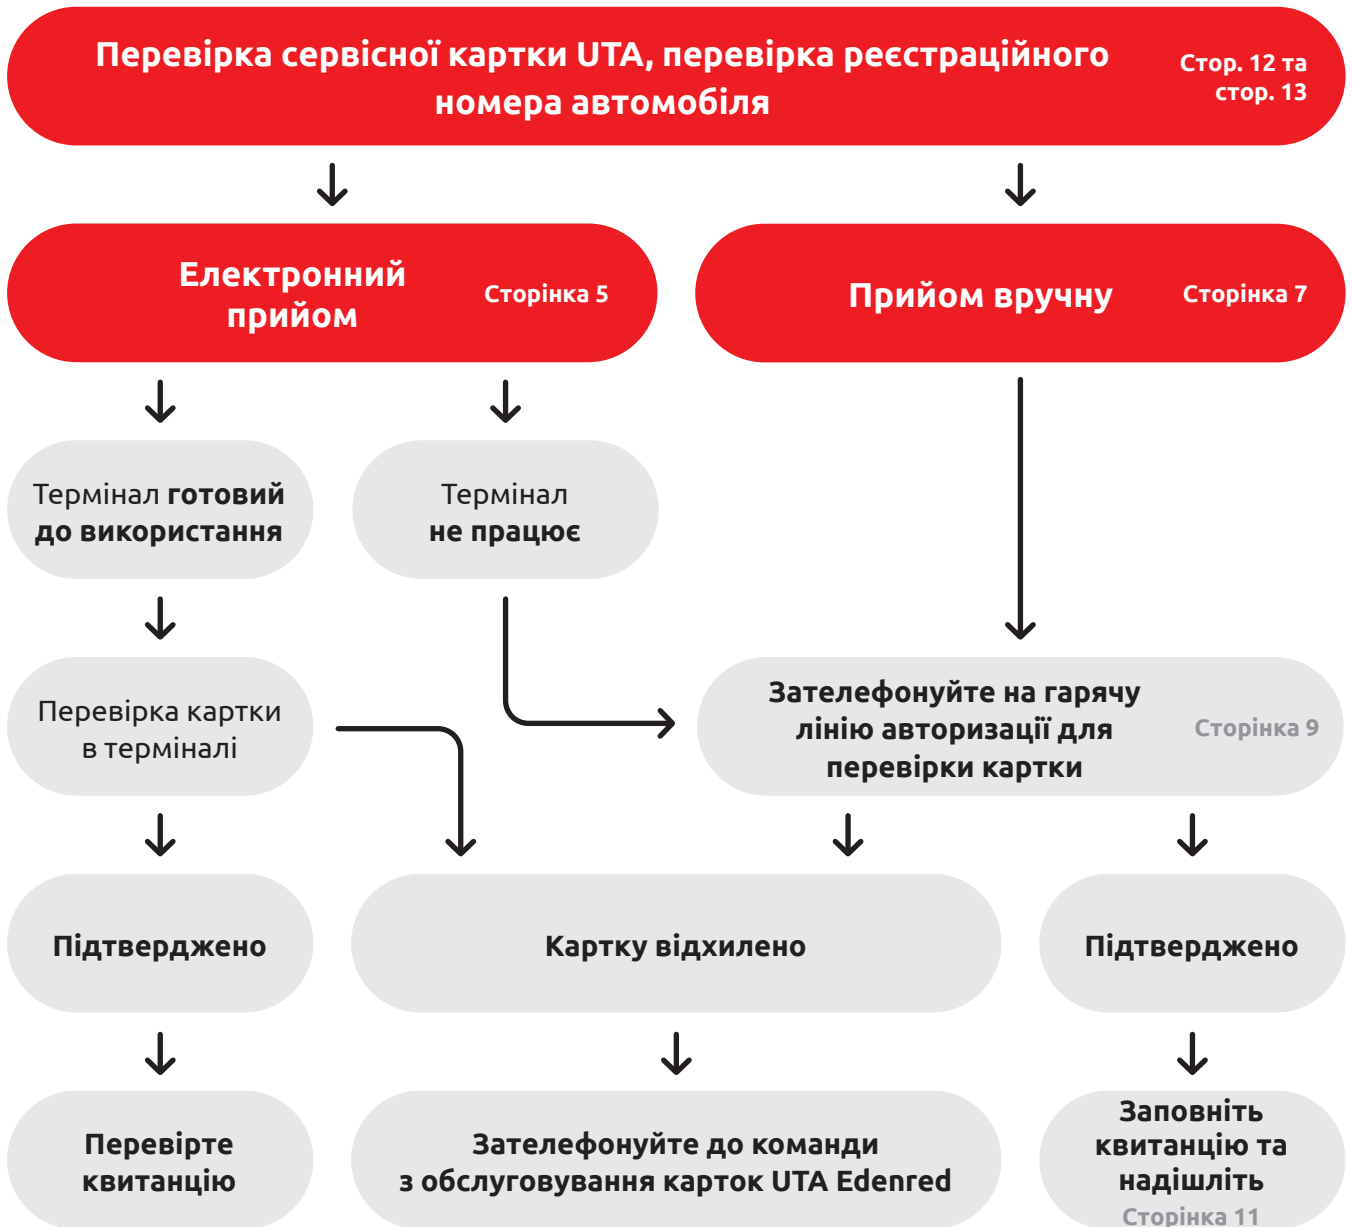 Перевірка сервісної картки UTA, перевірка реєстраційного
номера автомобіля
Стор. 12 та
стор. 13
Електронний
прийом
Сторінка 5
Прийом вручну
Сторінка 7
Термінал готовий
до використання
Термінал
не працює
Перевірка картки
в терміналі
Зателефонуйте на гарячу
лінію авторизації для
перевірки картки
Сторінка 9
Підтверджено
Картку відхилено
Підтверджено
Перевірте
квитанцію
Зателефонуйте до команди
з обслуговування карток UTA Edenred
Заповніть
квитанцію та
надішліть
Сторінка 11